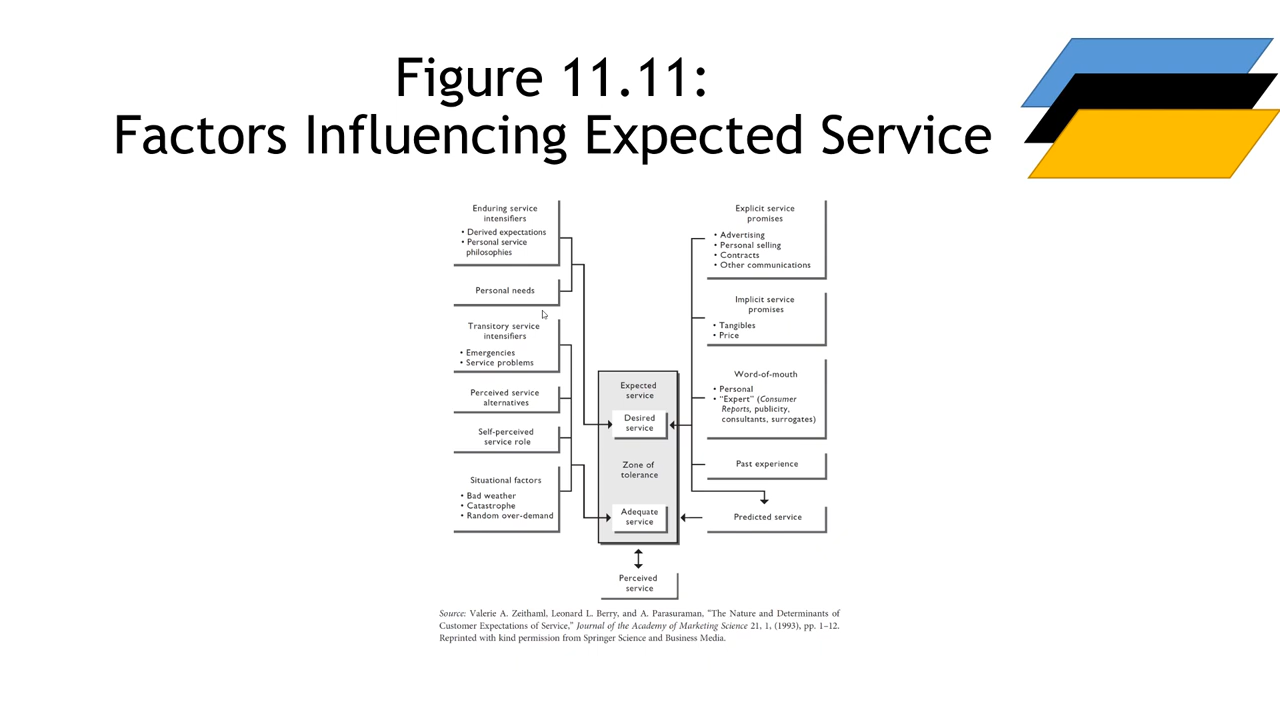 Figure 11.11:
Factors Influencing Expected Service
Enduring service
intensifiers
• Derived expectations
• Personal service
philosophies
Personal needs
Transitory service
intensifiers
• Emergencies
• Service problems
Perceived service
alternatives
Self-perceived
service role
Situational factors
• Bad weather
• Catastrophe
• Random over-demand
Expected
service
Desired
service
Zone of
tolerance
Adequate
service
Perceived
service
Explicit service
promises
• Advertising
• Personal selling
• Contracts
• Other communications
Implicit service
promises
• Tangibles
• Price
Word-of-mouth
• Personal
• “Expert” (Consumer
Reports, publicity,
consultants, surrogates)
Past experience
Predicted service
Source: Valerie A. Zeithaml, Leonard L. Berry, and A. Parasuraman, “The Nature and Determinants of
Customer Expectations of Service,” Journal of the Academy of Marketing Science 21, 1, (1993), pp. 1–12.
Reprinted with kind permission from Springer Science and Business Media.